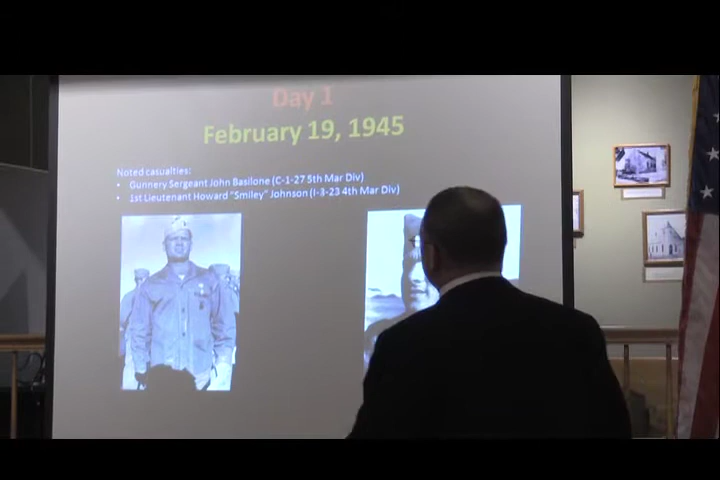 Day 1
February 19, 1945
Noted casualties:
• Gunnery Sergeant John Basilone (C-1-27 5th Mar Div)
• 1st Lieutenant Howard "Smiley" Johnson (I-3-23 4th Mar Div)